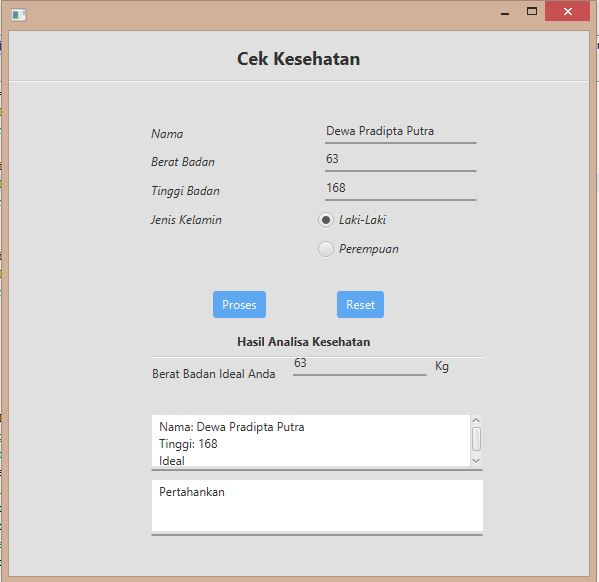 Cek Kesehatan
Nama
Dewa Pradipta Putra
Berat Badan
63
Tinggi Badan
168
Jenis Kelamin
Laki-Laki
Perempuan
Proses
Reset
Hasil Analisa Kesehatan
Berat Badan Ideal Anda
63
Kg
Nama: Dewa Pradipta Putra
Tinggi: 168
Ideal
Pertahankan